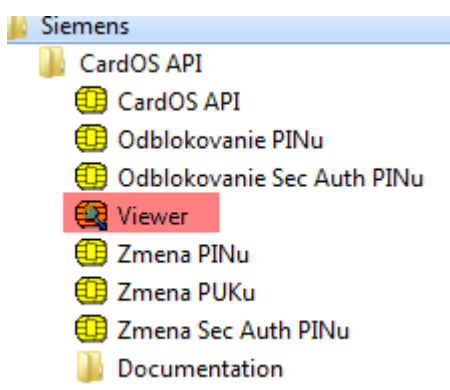 Siemens
CardOS API
CardOS API
Odblokovanie PINu
Odblokovanie Sec Auth PINu
Viewer
Zmena PINu
Zmena PUKu
Zmena Sec Auth PINu
Documentation